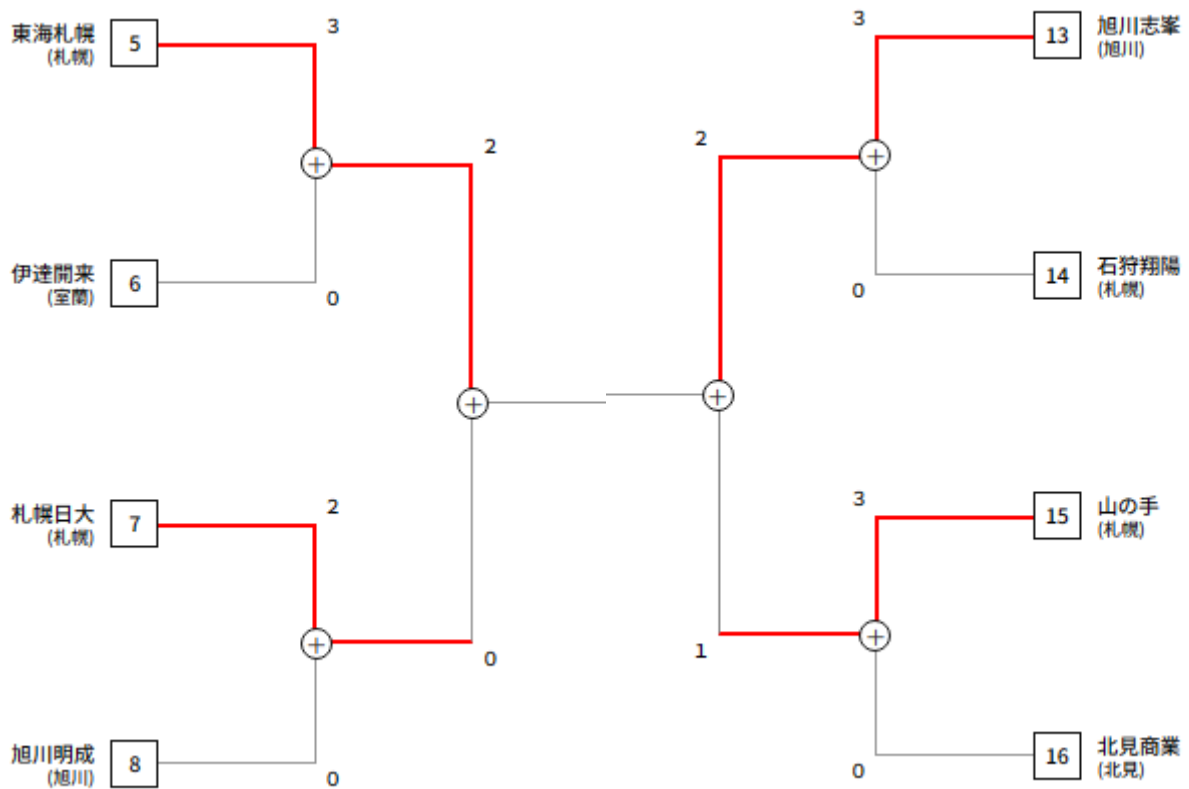 東海札幌
(札幌)
5
3
2
伊達開来
(室蘭)
6
0
札幌日大
(札幌)
7
2
0
旭川明成
(旭川)
8
0
3
13
旭川志峯
(旭川)
2
0
14
石狩翔陽
(札幌)
3
15
山の手
(札幌)
1
0
16
北見商業
(北見)